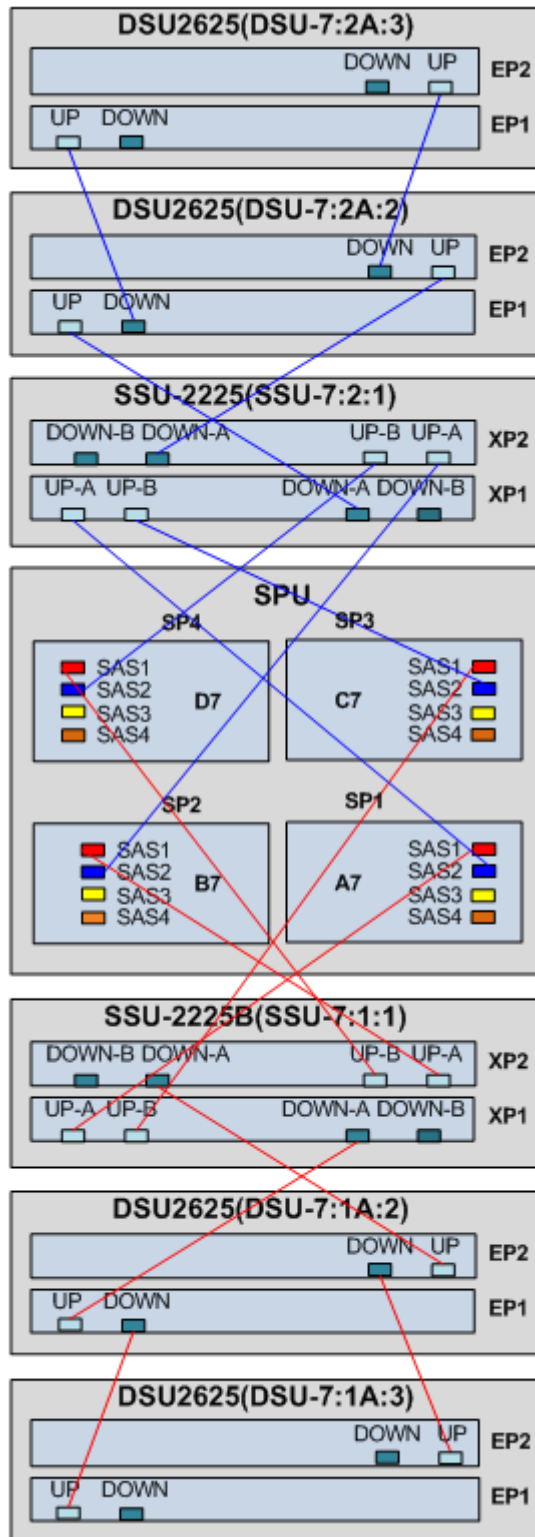 DSU2625(DSU-7:2A:3)
DOWN UP EP2
UP DOWN EP1
DSU2625(DSU-7:2A:2)
DOWN UP EP2
UP DOWN EP1
SSU-2225(SSU-7:2:1)
DOWN-B DOWN-A UP-B UP-A XP2
UP-A UP-B DOWN-A DOWN-B XP1
SPU
SP4 SP3
SAS1 SAS1
SAS2 D7 C7 SAS2
SAS3 SAS3
SAS4 SAS4
SP2 SP1
SAS1 SAS1
SAS2 B7 A7 SAS2
SAS3 SAS3
SAS4 SAS4
SSU-2225B(SSU-7:1:1)
DOWN-B DOWN-A UP-B UP-A XP2
UP-A UP-B DOWN-A DOWN-B XP1
DSU2625(DSU-7:1A:2)
DOWN UP EP2
UP DOWN EP1
DSU2625(DSU-7:1A:3)
DOWN UP EP2
UP DOWN EP1